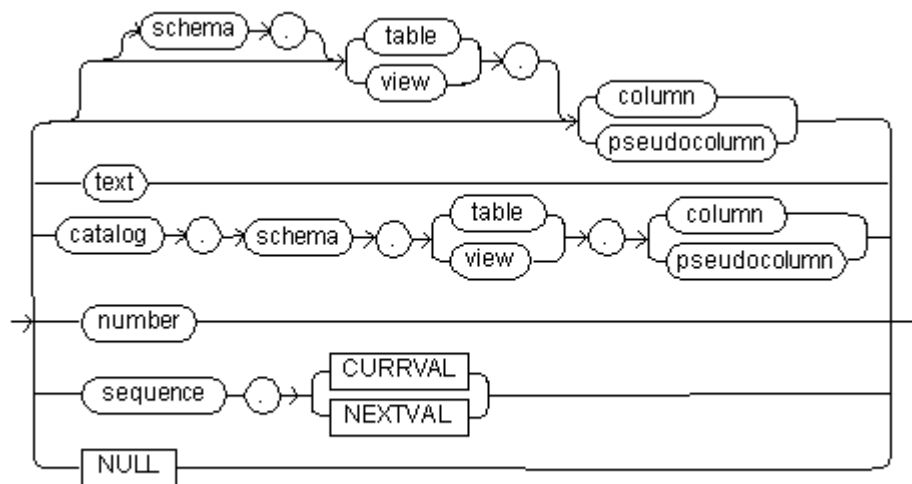 schema . table .
view
column
pseudocolumn
text
catalog . schema . table . column
view pseudocolumn
number
sequence . CURRVAL
NEXTVAL
NULL